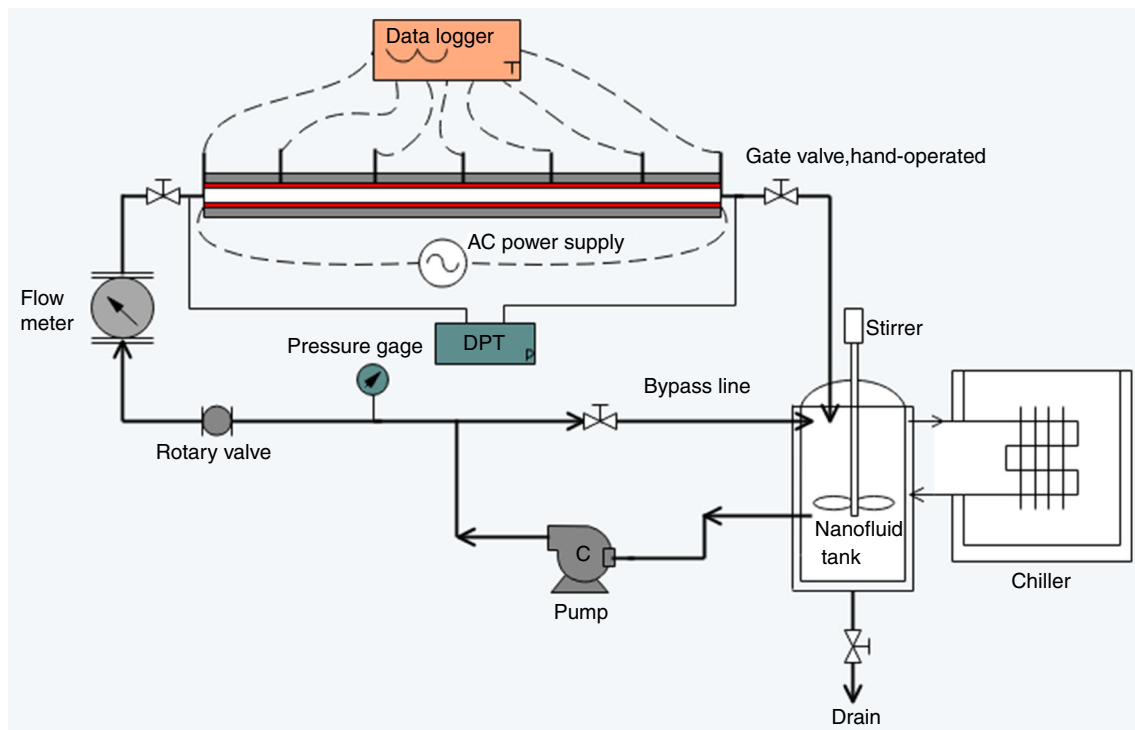 Data logger
Gate valve,hand-operated
AC power supply
Flow
meter
Stirrer
DPT
Pressure gage
Bypass line
Rotary valve
Nanofluid
tank
C
Chiller
Pump
Drain